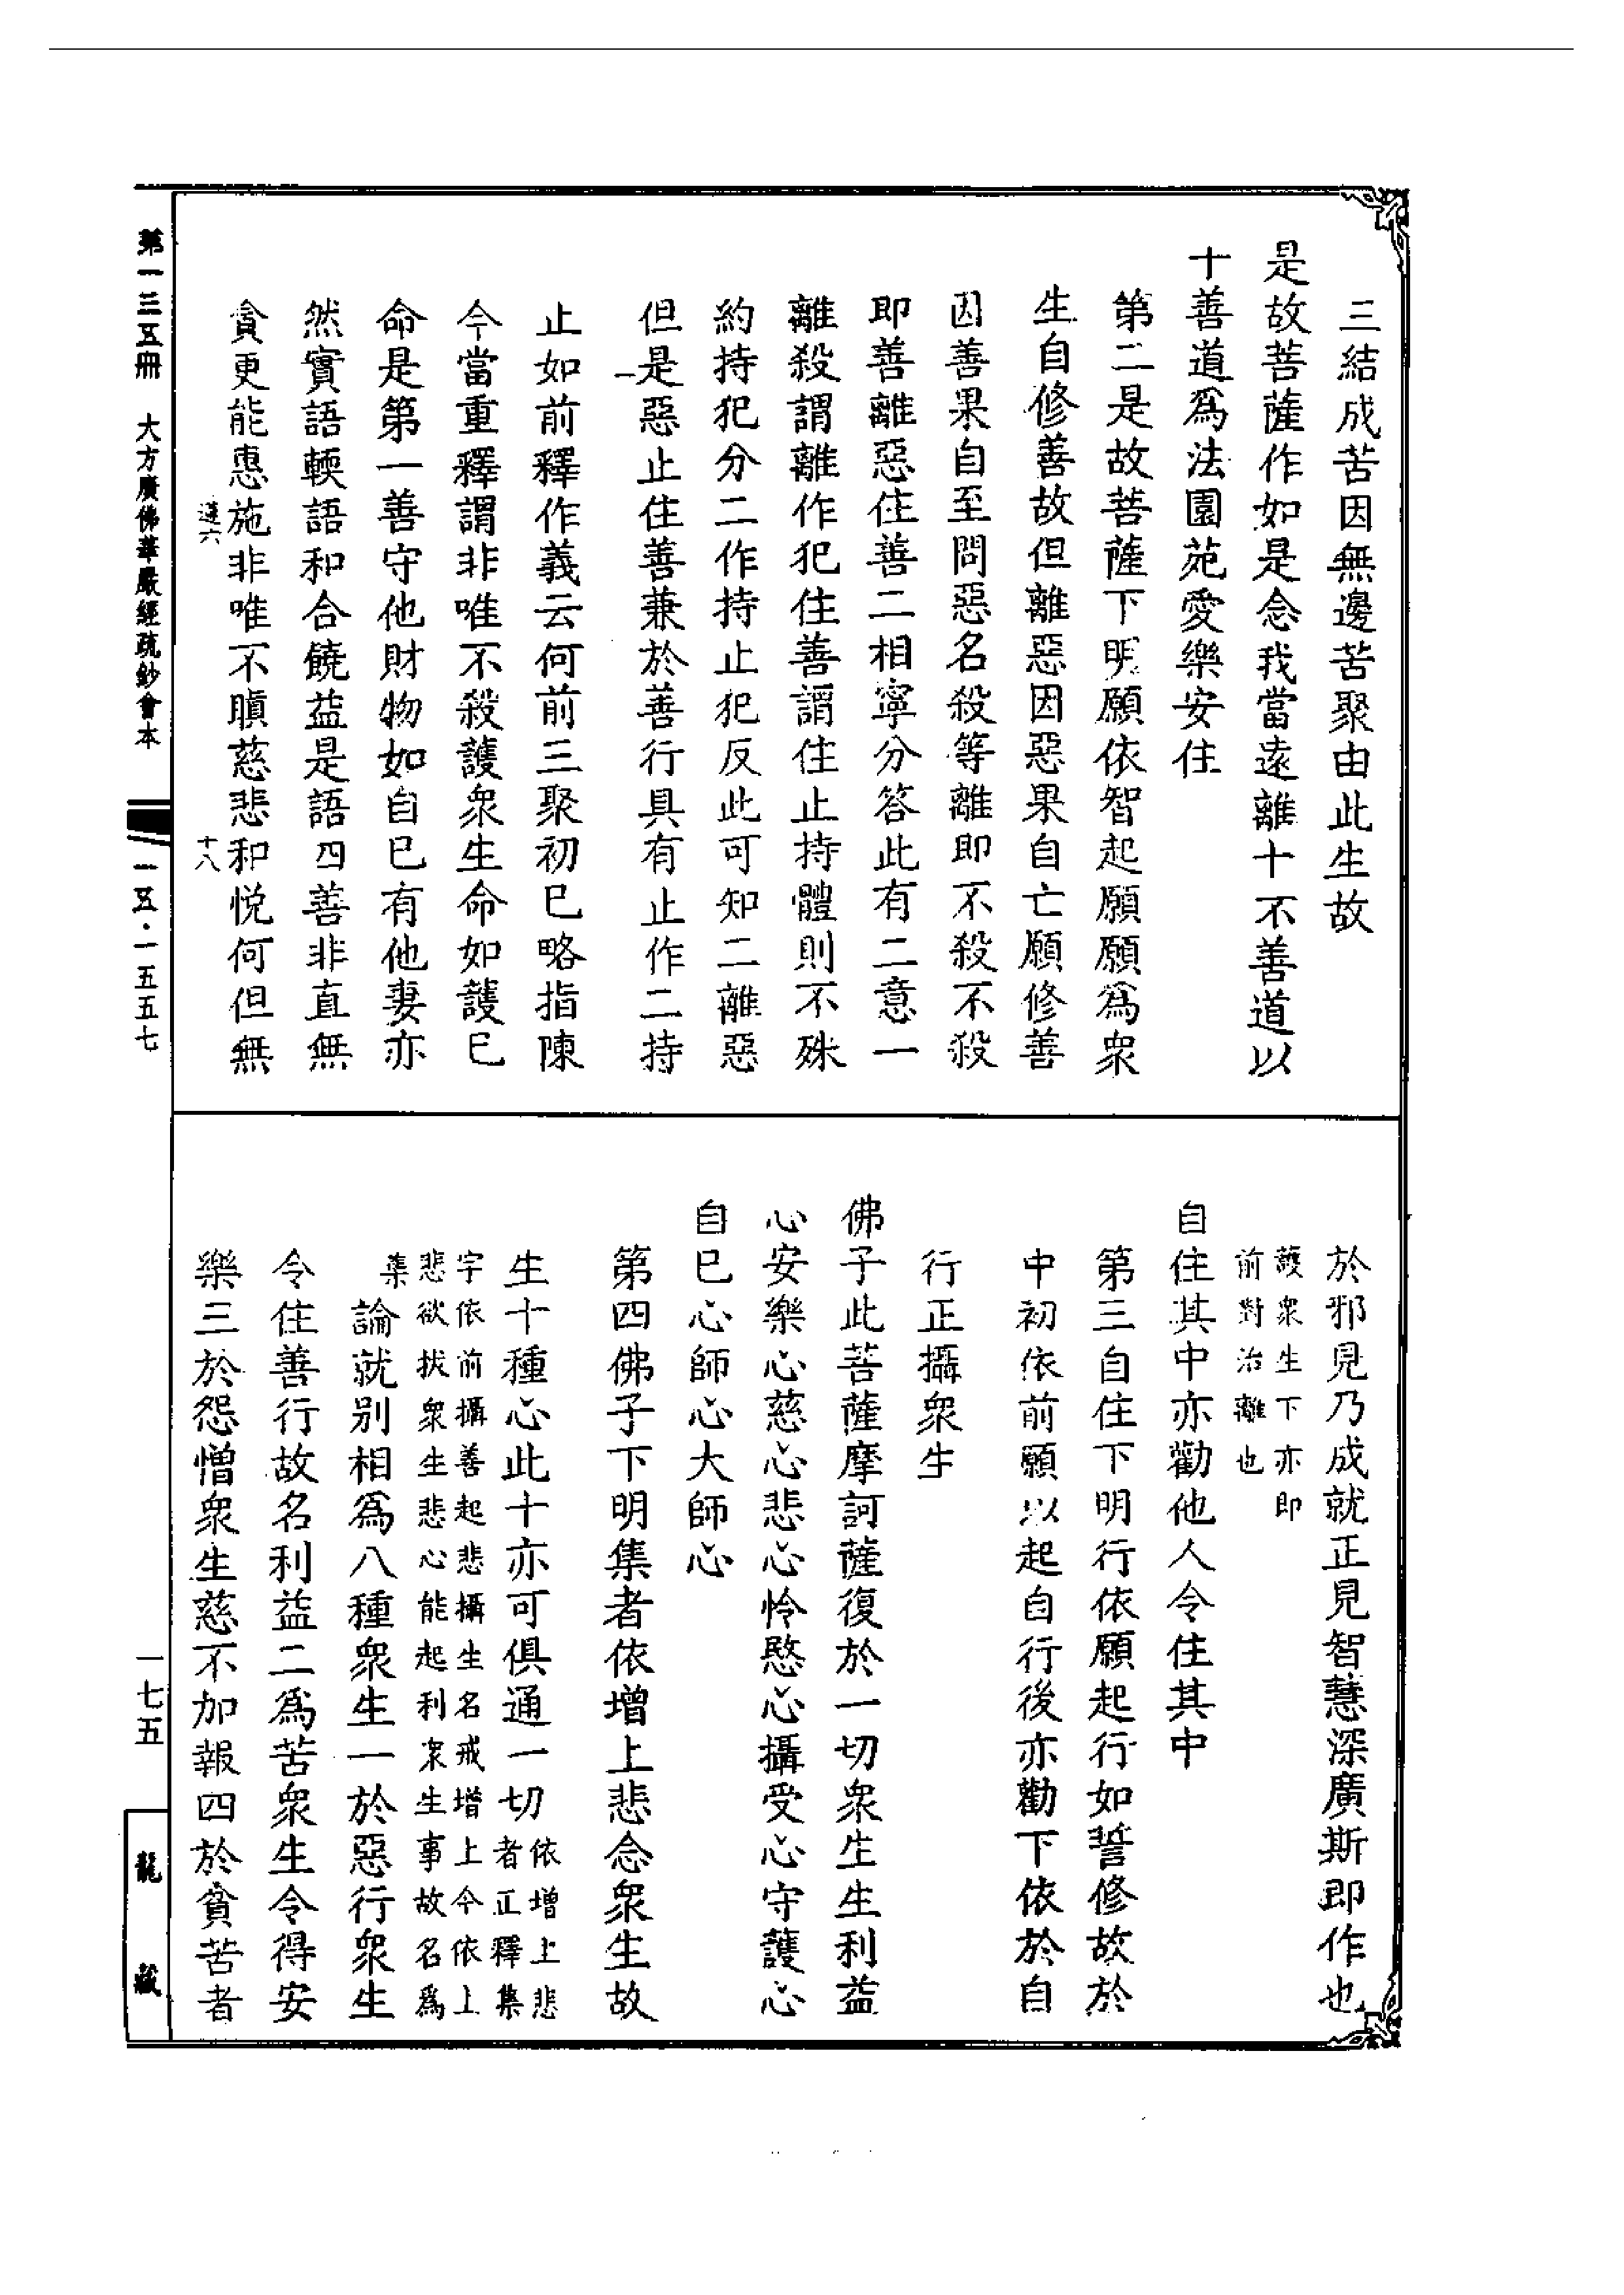 三結成苦因無邊苦聚由此生故
是故菩薩作如是念我當遠離十不善道以
十善道爲法園苑愛樂安住
第二是故菩薩下明願依智起願願爲衆
生自修善故但離惡因惡果自亡願修善
因善果自至問惡名殺等離即不殺不殺
即善離惡住善二相寧分答此有二意一
離殺謂離作犯住善謂住止持體則不殊
約持犯分二作持止犯反此可知二離惡
但是惡止住善兼於善行具有止作二持
止如前釋作義云何前三聚初已略指陳
今當重釋謂非唯不殺護衆生命如護已
命是第一善守他財物如自已有他妻亦
然實語輭語和合饒益是語四善非直無
貪更能惠施非唯不瞋慈悲和悅何但無
遵六
十八
於邪見乃成就正見智慧深廣斯即作也
護衆生下亦即
前對治離也
自住其中亦勸他人令住其中
第三自住下明行依願起行如誓修故於
中初依前願以起自行後亦勸下依於自
行正攝衆生
佛子此菩薩摩訶薩復於一切衆生生利益
心安樂心慈心悲心怜愍心攝受心守護心
自已心師心大師心
第四佛子下明集者依增上悲念衆生故
生十種心此十亦可俱通一切依增上悲
者正釋集
字依前攝善起悲攝生名戒增上今依上
悲欲扶衆生悲心能起利衆生事故名爲
集
論就別相爲八種衆生一於惡行衆生
令住善行故名利益二爲苦衆生令得安
樂三於怨憎衆生慈不加報四於貧苦者
第一三五冊 大方廣佛華嚴經疏鈔會本
一五·一五五七
一七五
龍藏